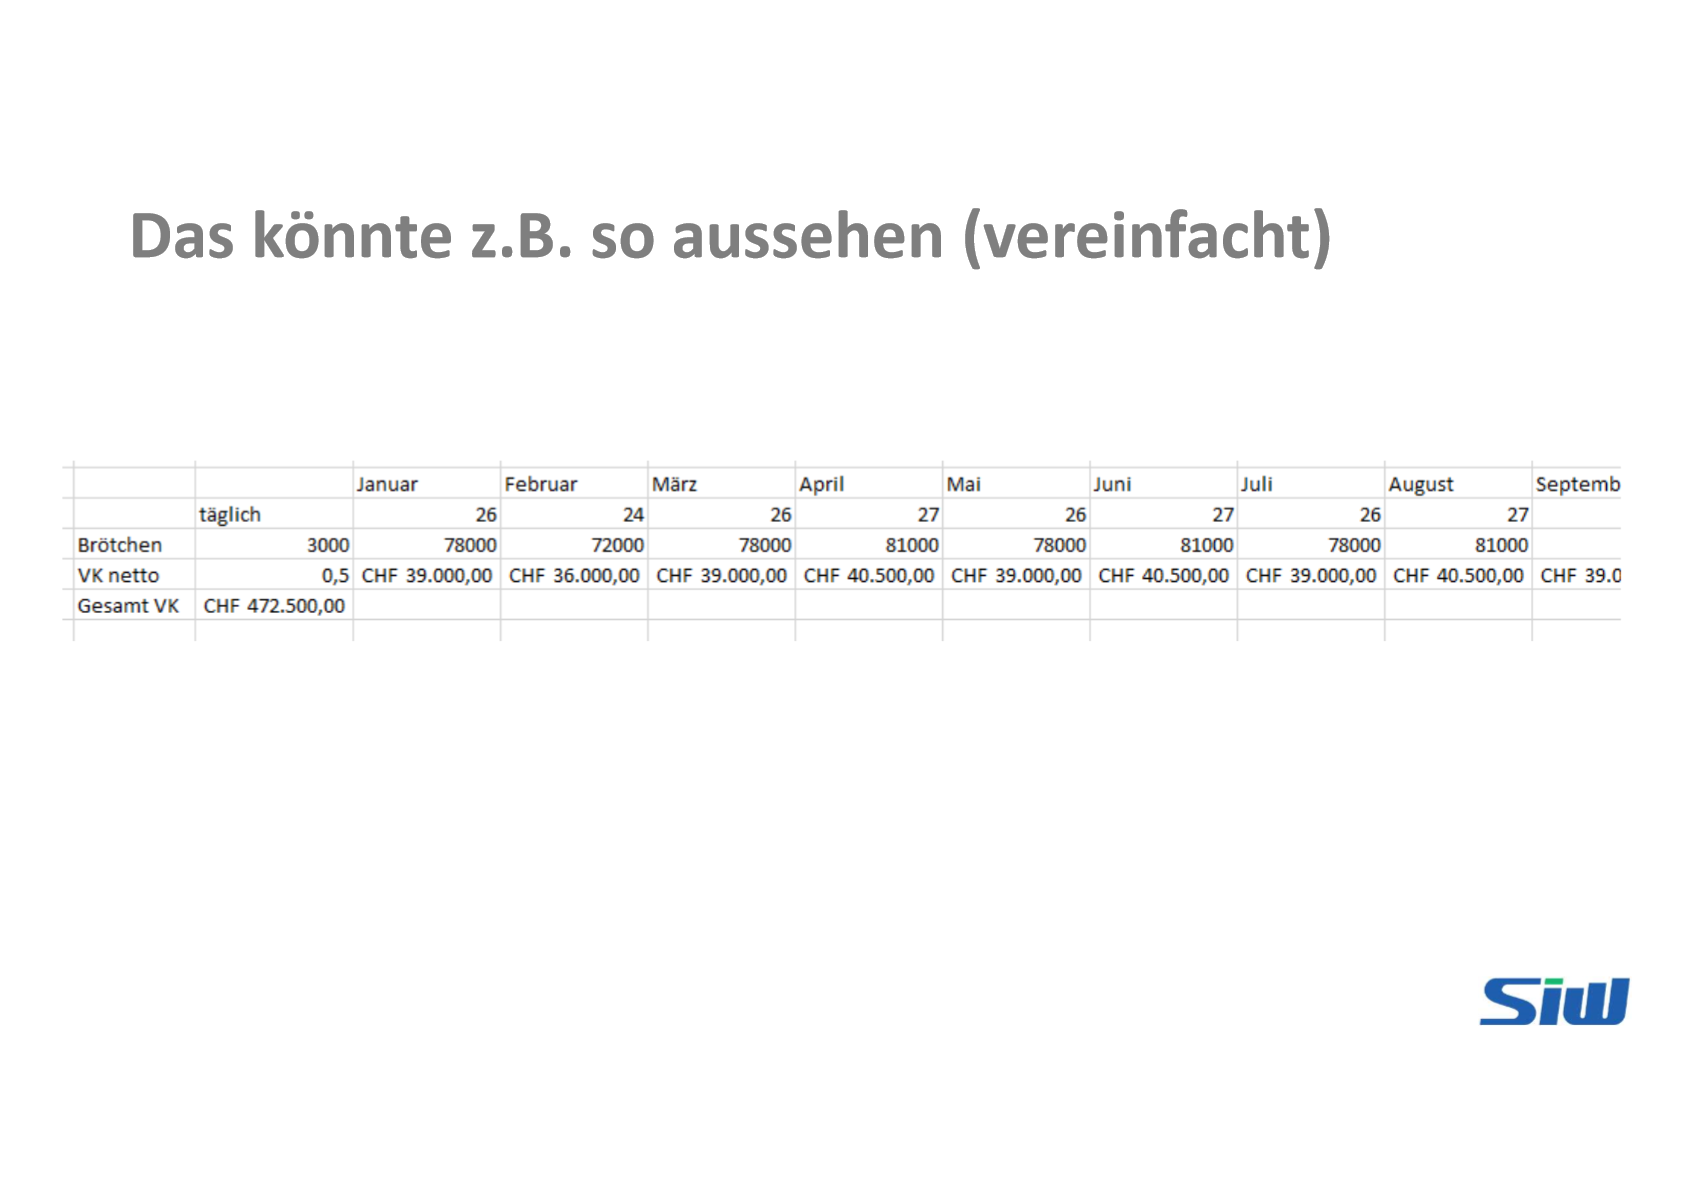 Das könnte z.B. so aussehen (vereinfacht)
Januar Februar März April Mai Juni Juli August Septemb
täglich 26 24 26 27 26 27 26 27
Brötchen 3000 78000 72000 78000 81000 78000 81000 78000 81000
VK netto 0,5 CHF 39.000,00 CHF 36.000,00 CHF 39.000,00 CHF 40.500,00 CHF 39.000,00 CHF 40.500,00 CHF 39.000,00 CHF 40.500,00 CHF 39.0
Gesamt VK CHF 472.500,00
Siw